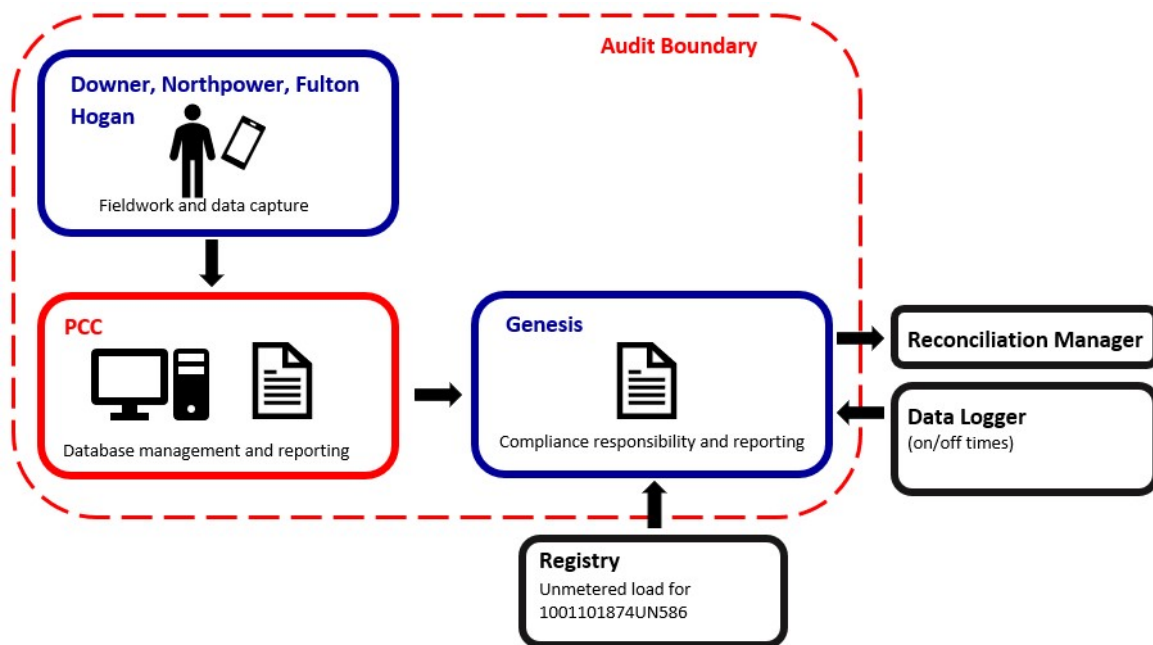 Audit Boundary
Downer, Northpower, Fulton
Hogan
Fieldwork and data capture
PCC
Database management and reporting
Genesis
Compliance responsibility and reporting
Reconciliation Manager
Data Logger
(on/off times)
Registry
Unmetered load for
1001101874UN586